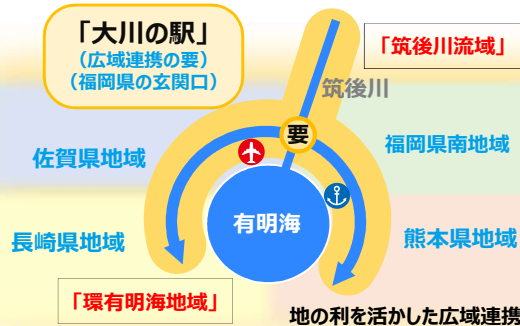 「大川の駅」
（広域連携の要）
（福岡県の玄関口）
「筑後川流域」
筑後川
要
佐賀県地域
福岡県南地域
有明海
長崎県地域
熊本県地域
「環有明海地域」
地の利を活かした広域連携